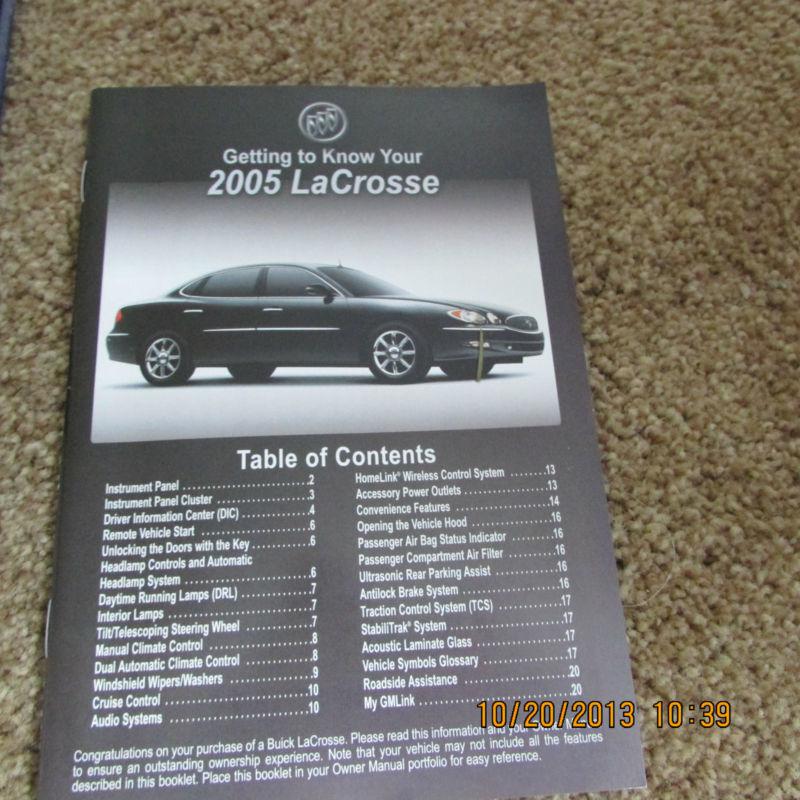 Getting to Know Your
2005 LaCrosse
Table of Contents
Instrument Panel .........................2
Instrument Panel Cluster ...................3
Driver Information Center (DIC) ..............4
Remote Vehicle Start .....................6
Unlocking the Doors with the Key ............6
Headlamp Controls and Automatic
Headlamp System .......................6
Daytime Running Lamps (DRL) ..............7
Interior Lamps ..........................7
Tilt/Telescoping Steering Wheel .............7
Manual Climate Control ...................8
Dual Automatic Climate Control .............8
Windshield Wipers/Washers ................9
Cruise Control .........................10
Audio Systems ........................10
HomeLink® Wireless Control System .......13
Accessory Power Outlets .................13
Convenience Features ...................14
Opening the Vehicle Hood ................16
Passenger Air Bag Status Indicator .........16
Passenger Compartment Air Filter ..........16
Ultrasonic Rear Parking Assist ............16
Antilock Brake System ...................16
Traction Control System (TCS) ............17
StabiliTrak® System .....................17
Acoustic Laminate Glass .................17
Vehicle Symbols Glossary ................17
Roadside Assistance ....................20
My GMLink ...........................20
Congratulations on your purchase of a Buick LaCrosse. Please read this information and your Owner
to ensure an outstanding ownership experience. Note that your vehicle may not include all the features
described in this booklet. Place this booklet in your Owner Manual portfolio for easy reference.
10/20/2013 10:39